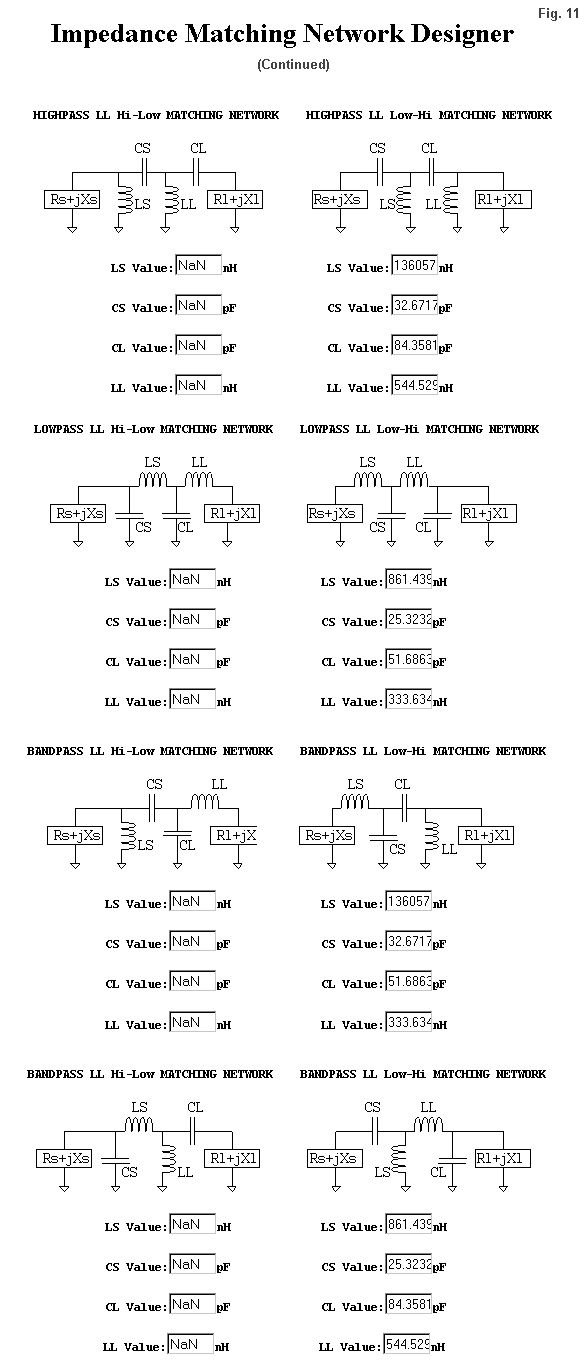 Fig. 11
Impedance Matching Network Designer
(Continued)
HIGHPASS LL Hi-Low MATCHING NETWORK
HIGHPASS LL Low-Hi MATCHING NETWORK
CS CL
CS CL
Rs+jXs LS LL Rl+jXl
Rs+jXs LS LL Rl+jXl
LS Value: NaN nH
LS Value: 136057 nH
CS Value: NaN pF
CS Value: 32.6717 pF
CL Value: NaN pF
CL Value: 84.3581 pF
LL Value: NaN nH
LL Value: 544.529 nH
LOWPASS LL Hi-Low MATCHING NETWORK
LOWPASS LL Low-Hi MATCHING NETWORK
LS LL
LS LL
Rs+jXs CS CL Rl+jXl
Rs+jXs CS CL Rl+jXl
LS Value: NaN nH
LS Value: 861.439 nH
CS Value: NaN pF
CS Value: 25.3232 pF
CL Value: NaN pF
CL Value: 51.6863 pF
LL Value: NaN nH
LL Value: 333.634 nH
BANDPASS LL Hi-Low MATCHING NETWORK
BANDPASS LL Low-Hi MATCHING NETWORK
CS LL
LS CL
Rs+jXs LS CL Rl+jX
Rs+jXs CS LL Rl+jXl
LS Value: NaN nH
LS Value: 136057 nH
CS Value: NaN pF
CS Value: 32.6717 pF
CL Value: NaN pF
CL Value: 51.6863 pF
LL Value: NaN nH
LL Value: 333.634 nH
BANDPASS LL Hi-Low MATCHING NETWORK
BANDPASS LL Low-Hi MATCHING NETWORK
LS CL
CS LL
Rs+jXs CS LL Rl+jXl
Rs+jXs LS CL Rl+jXl
LS Value: NaN nH
LS Value: 861.439 nH
CS Value: NaN pF
CS Value: 25.3232 pF
CL Value: NaN pF
CL Value: 84.3581 pF
LL Value: NaN nH
LL Value: 544.529 nH